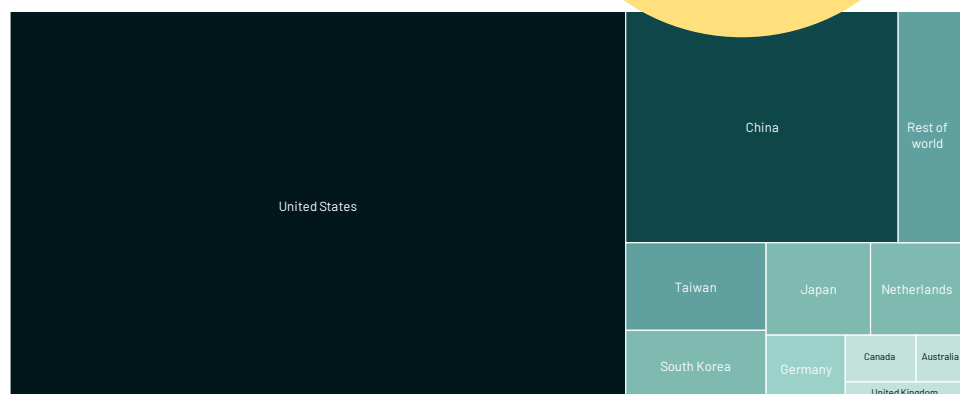 United States
China
Rest of
world
Taiwan
Japan
Netherlands
South Korea
Germany
Canada
Australia
United Kingdom